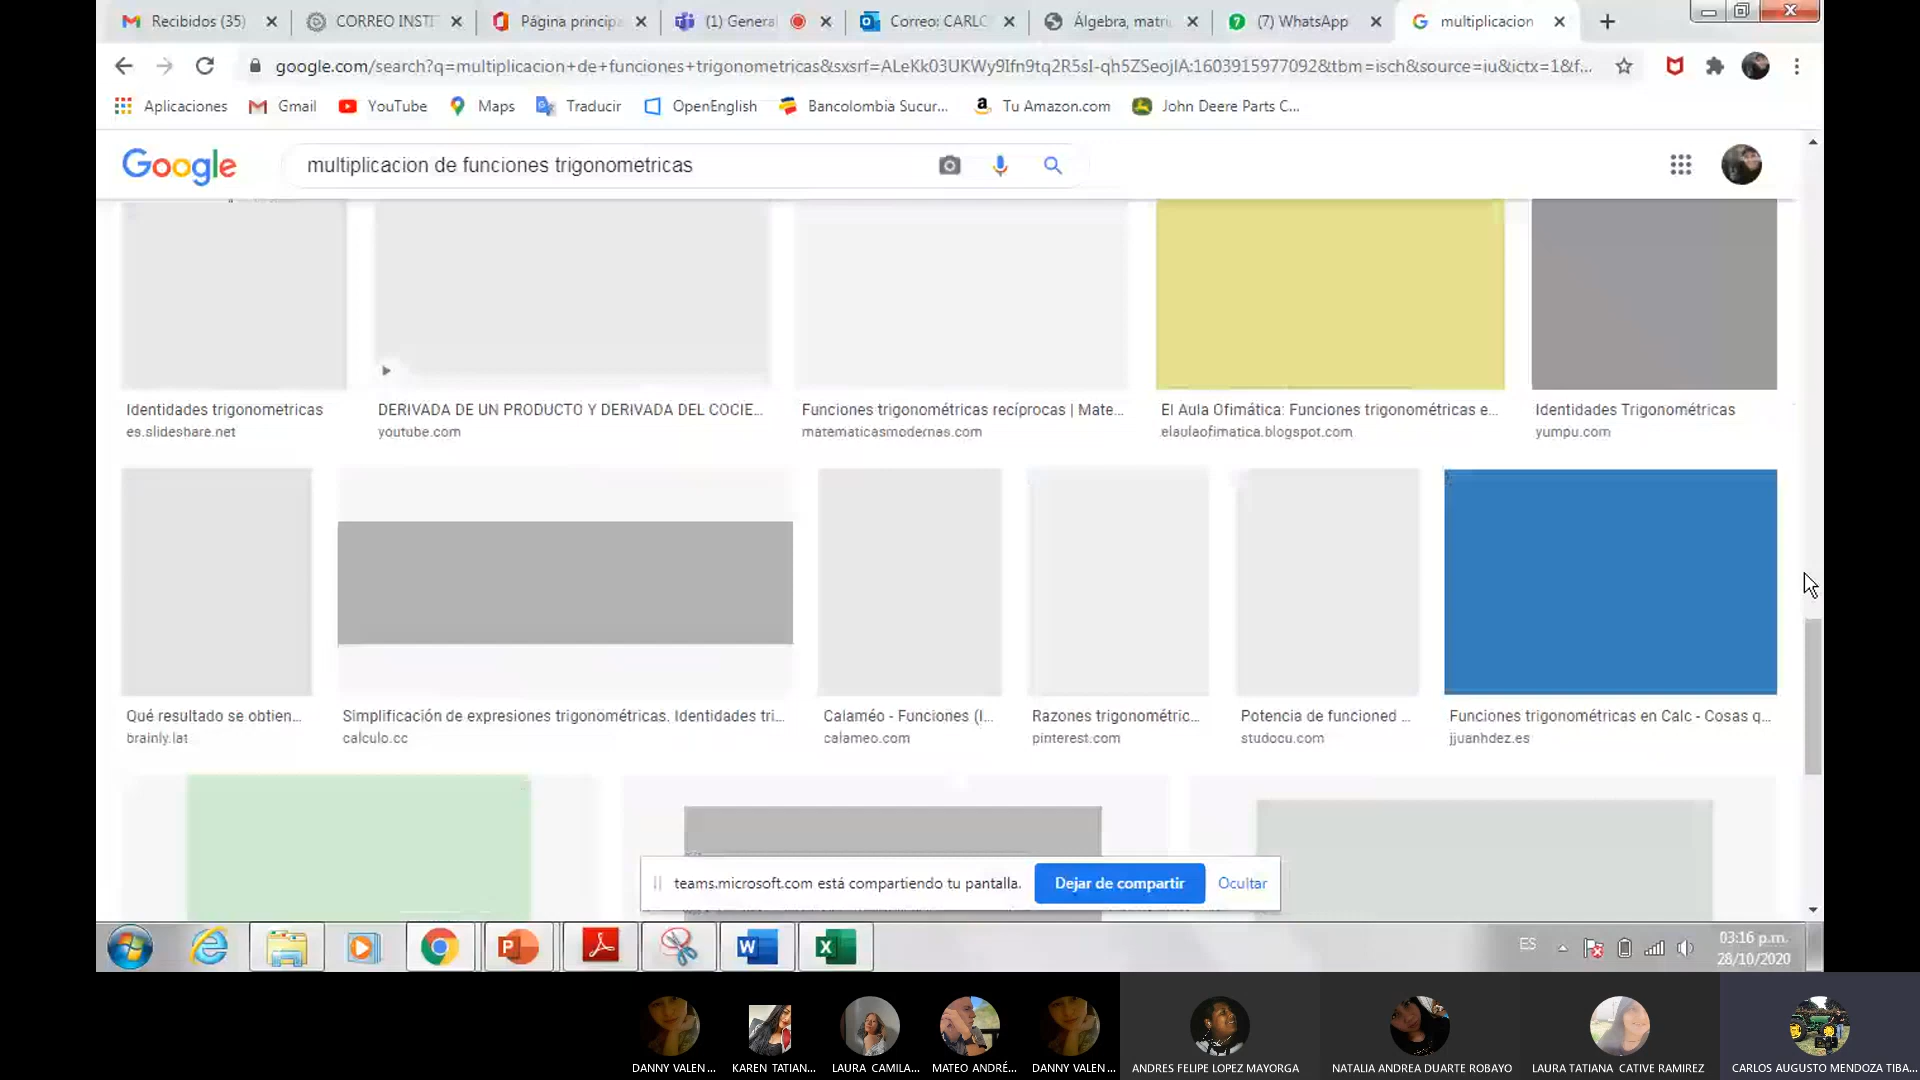 Recibidos (35)
CORREO INSTI
Página principa
(1) General
Correo: CARLO
Álgebra, matri
(7) WhatsApp
multiplicacion
google.com/search?q=multiplicacion+de+funciones+trigonometricas&sxsrf=ALeKk03UKWy9Ifn9tq2R5sI-qh5ZSeojIA:1603915977092&tbm=isch&source=iu&ictx=1&f...
Aplicaciones
Gmail
YouTube
Maps
Traducir
OpenEnglish
Bancolombia Sucur...
Tu Amazon.com
John Deere Parts C...
Google
multiplicacion de funciones trigonometricas
Identidades trigonometricas
es.slideshare.net
DERIVADA DE UN PRODUCTO Y DERIVADA DEL COCIE...
youtube.com
Funciones trigonométricas recíprocas | Mate...
matematicasmodernas.com
El Aula Ofimática: Funciones trigonométricas e...
elaulaofimatica.blogspot.com
Identidades Trigonométricas
yumpu.com
Qué resultado se obtien...
brainly.lat
Simplificación de expresiones trigonométricas. Identidades tri...
calculo.cc
Calaméo - Funciones (I...
calameo.com
Razones trigonométric...
pinterest.com
Potencia de funcioned ...
studocu.com
Funciones trigonométricas en Calc - Cosas q...
jjuanhdez.es
teams.microsoft.com está compartiendo tu pantalla.
Dejar de compartir
Ocultar
ES
03:16 p.m.
28/10/2020
DANNY VALEN ...
KAREN TATIAN...
LAURA CAMILA...
MATEO ANDRÉ...
DANNY VALEN ...
ANDRES FELIPE LOPEZ MAYORGA
NATALIA ANDREA DUARTE ROBAYO
LAURA TATIANA CATIVE RAMIREZ
CARLOS AUGUSTO MENDOZA TIBA...